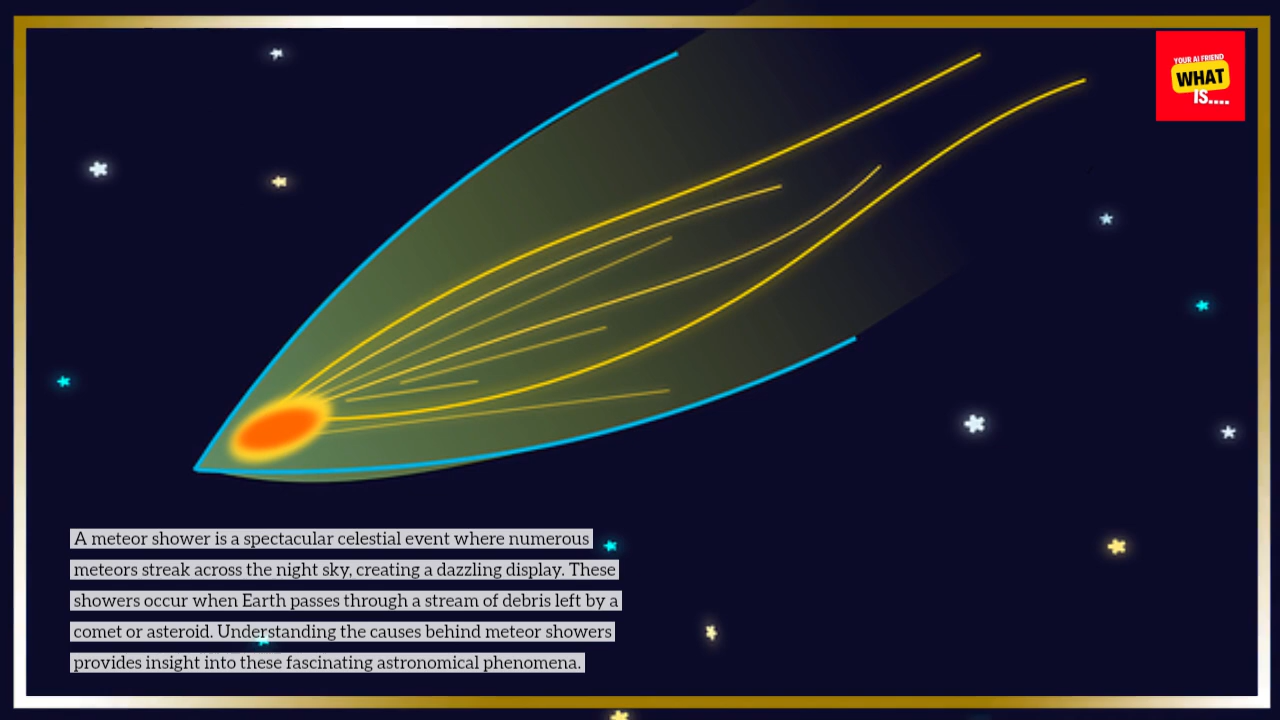 YOUR AI FRIEND
WHAT
IS....
A meteor shower is a spectacular celestial event where numerous
meteors streak across the night sky, creating a dazzling display. These
showers occur when Earth passes through a stream of debris left by a
comet or asteroid. Understanding the causes behind meteor showers
provides insight into these fascinating astronomical phenomena.